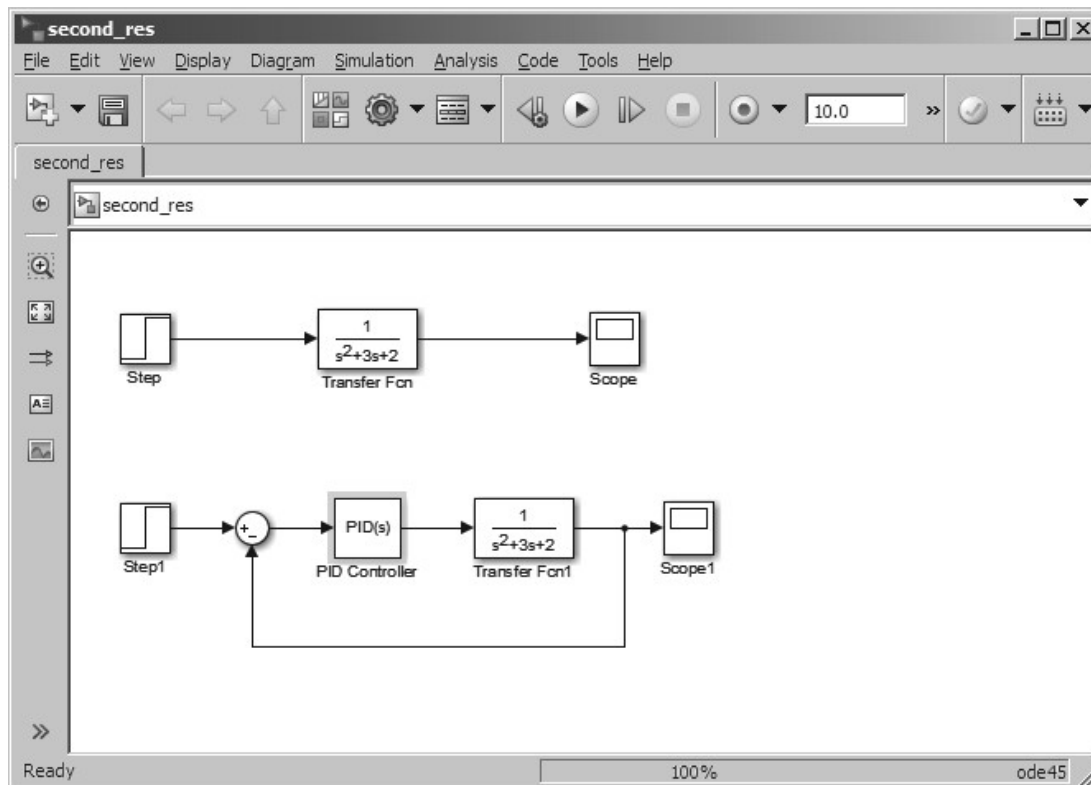 second_res
File Edit View Display Diagram Simulation Analysis Code Tools Help
10.0 »
second_res
second_res
1
s²+3s+2
Step
Transfer Fcn
Scope
+
-
PID(s)
1
s²+3s+2
Step1
PID Controller
Transfer Fcn1
Scope1
Ready 100% ode45